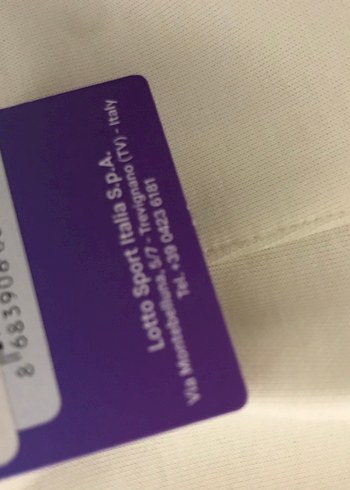 Lotto Sport Italia S.p.A.
Via Montebelluna, 5/7 - Trevignano (TV) - Italy
Tel. +39 0423 6181
8 683906